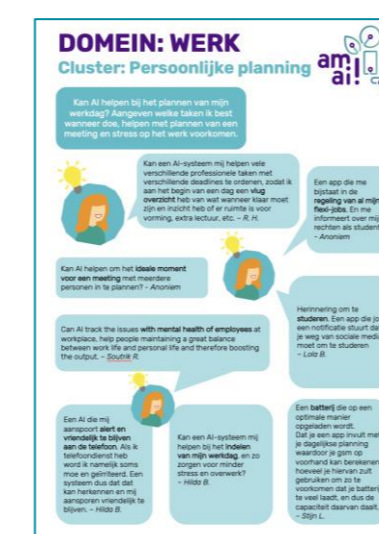 DOMEIN: WERK
Cluster: Persoonlijke planning
am
ai!
Kan AI helpen bij het plannen van mijn
werkdag? Aangeven welke taken ik best
wanneer doe, helpen met plannen van een
meeting en stress op het werk voorkomen.
Kan een AI-systeem mij helpen vele
verschillende professionele taken met
verschillende deadlines te ordenen, zodat ik
aan het begin van een dag een vlug
overzicht heb van wat wanneer klaar moet
zijn en inzicht heb of er ruimte is voor
vorming, extra lectuur, etc. – R. H.
Een app die me
bijstaat in de
regeling van al mijn
flexi-jobs. En me
informeert over mijn
rechten als student
- Anoniem
Kan AI helpen om het ideale moment
voor een meeting met meerdere
personen in te plannen? - Anoniem
Herinnering om te
studeren. Een app die
een notificatie stuurt
je weg van sociale media
moet om te studeren
– Lola B.
Can AI track the issues with mental health of employees at
workplace, help people maintaining a great balance
between work life and personal life and therefore boosting
the output. – Soutrik R.
Een AI die mij
aanspoort alert en
vriendelijk te blijven
aan de telefoon. Als ik
telefoondienst heb
word ik namelijk soms
moe en geïrriteerd. Een
systeem dus dat dat
kan herkennen en mij
aansporen vriendelijk te
blijven. – Hilda B.
Kan een AI-systeem mij
helpen bij het indelen
van mijn werkdag, en zo
zorgen voor minder
stress en overwerk?
– Hilda B.
Een batterij die op een
optimale manier
opgeladen wordt.
Dat je een app invult met
je dagelijkse planning
waardoor je gsm op
voorhand kan berekenen
hoeveel je hiervan zult
gebruiken om zo te
voorkomen dat je batterij
te veel laadt, en dus de
capaciteit daarvan daalt.
– Stijn L.